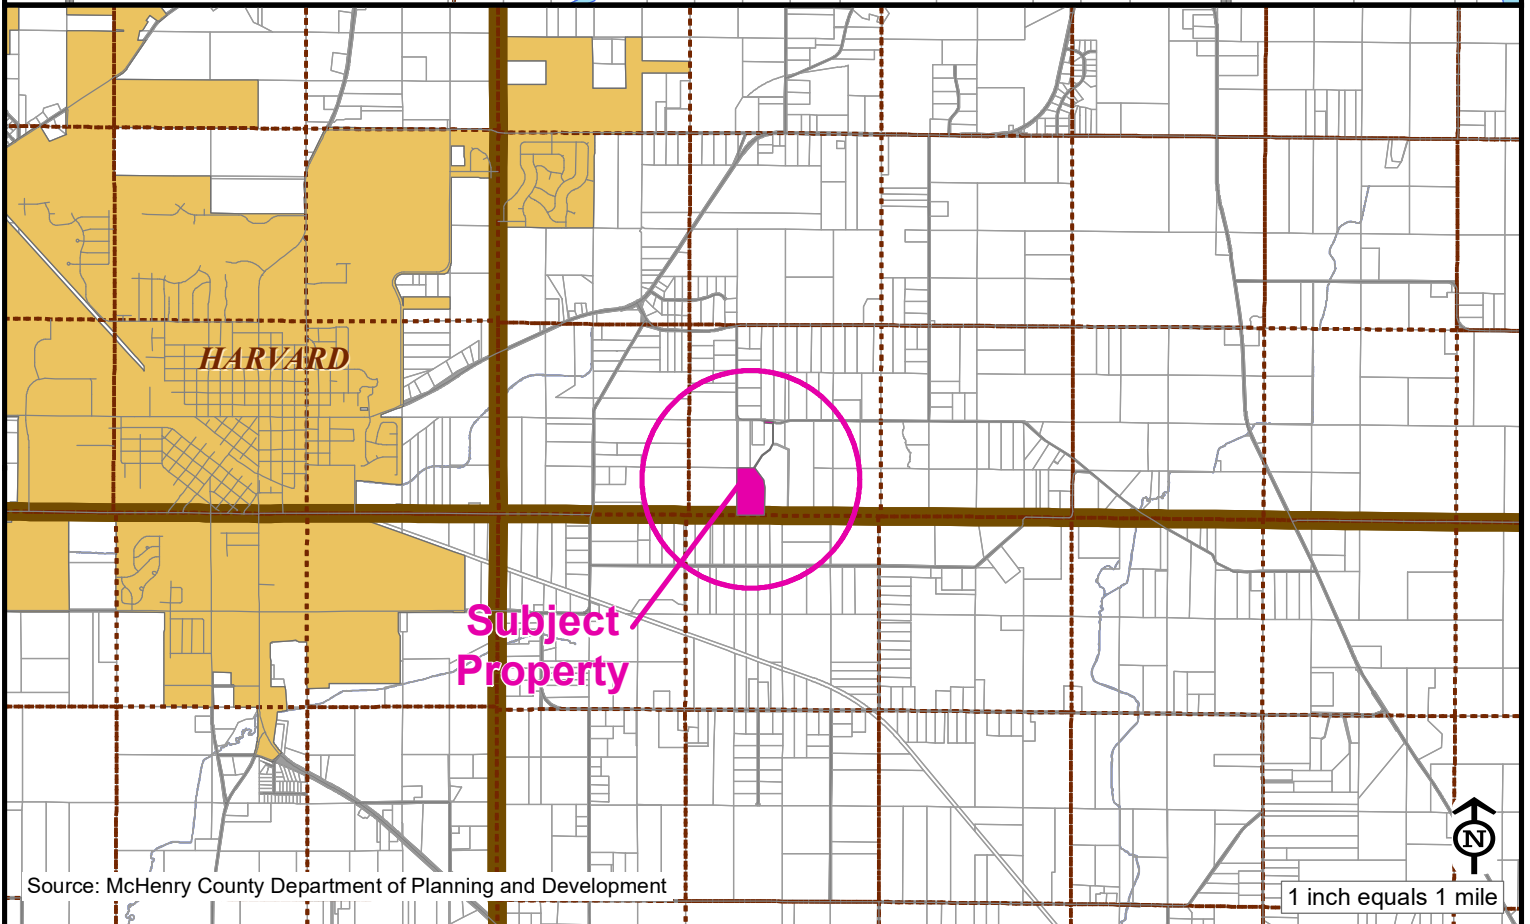 HARVARD
Subject
Property
N
Source: McHenry County Department of Planning and Development
1 inch equals 1 mile